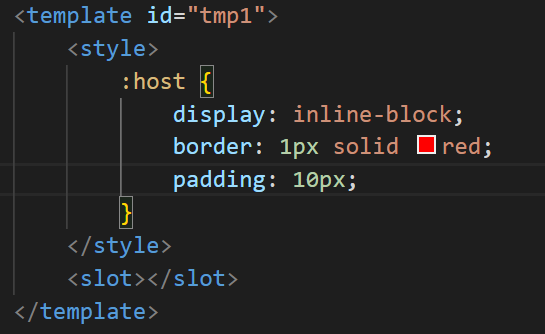 <template id="tmp1">
<style>
:host {
display: inline-block;
border: 1px solid red;
padding: 10px;
}
</style>
<slot></slot>
</template>